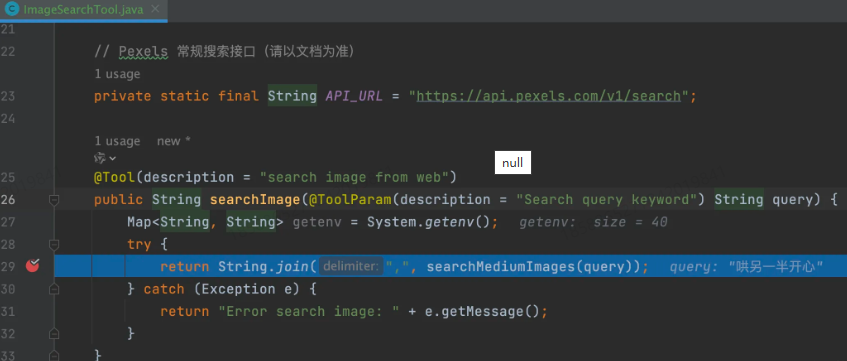 ImageSearchTool.java
21
22 // Pexels 常规搜索接口（请以文档为准）
1 usage
23 private static final String API_URL = "https://api.pexels.com/v1/search";
24
1 usage new *
null
25 @Tool(description = "search image from web")
26 public String searchImage(@ToolParam(description = "Search query keyword") String query) {
27 Map<String, String> getenv = System.getenv(); getenv: size = 40
28 try {
29 return String.join( delimiter: ",", searchMediumImages(query)); query: "哄另一半开心"
30 } catch (Exception e) {
31 return "Error search image: " + e.getMessage();
32 }
33 }